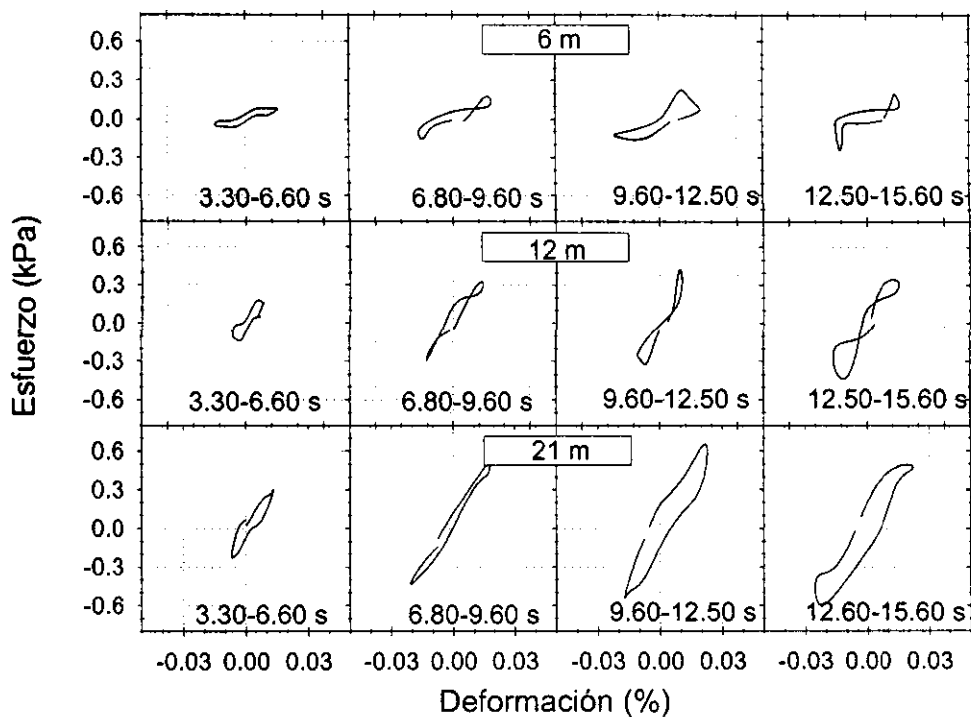 6 m
0.6
0.3
0.0
-0.3
-0.6
3.30-6.60 s
6.80-9.60 s
9.60-12.50 s
12.50-15.60 s
12 m
0.6
0.3
0.0
-0.3
-0.6
3.30-6.60 s
6.80-9.60 s
9.60-12.50 s
12.50-15.60 s
Esfuerzo (kPa)
21 m
0.6
0.3
0.0
-0.3
-0.6
3.30-6.60 s
6.80-9.60 s
9.60-12.50 s
12.60-15.60 s
-0.03 0.00 0.03
-0.03 0.00 0.03
-0.03 0.00 0.03
-0.03 0.00 0.03
Deformación (%)